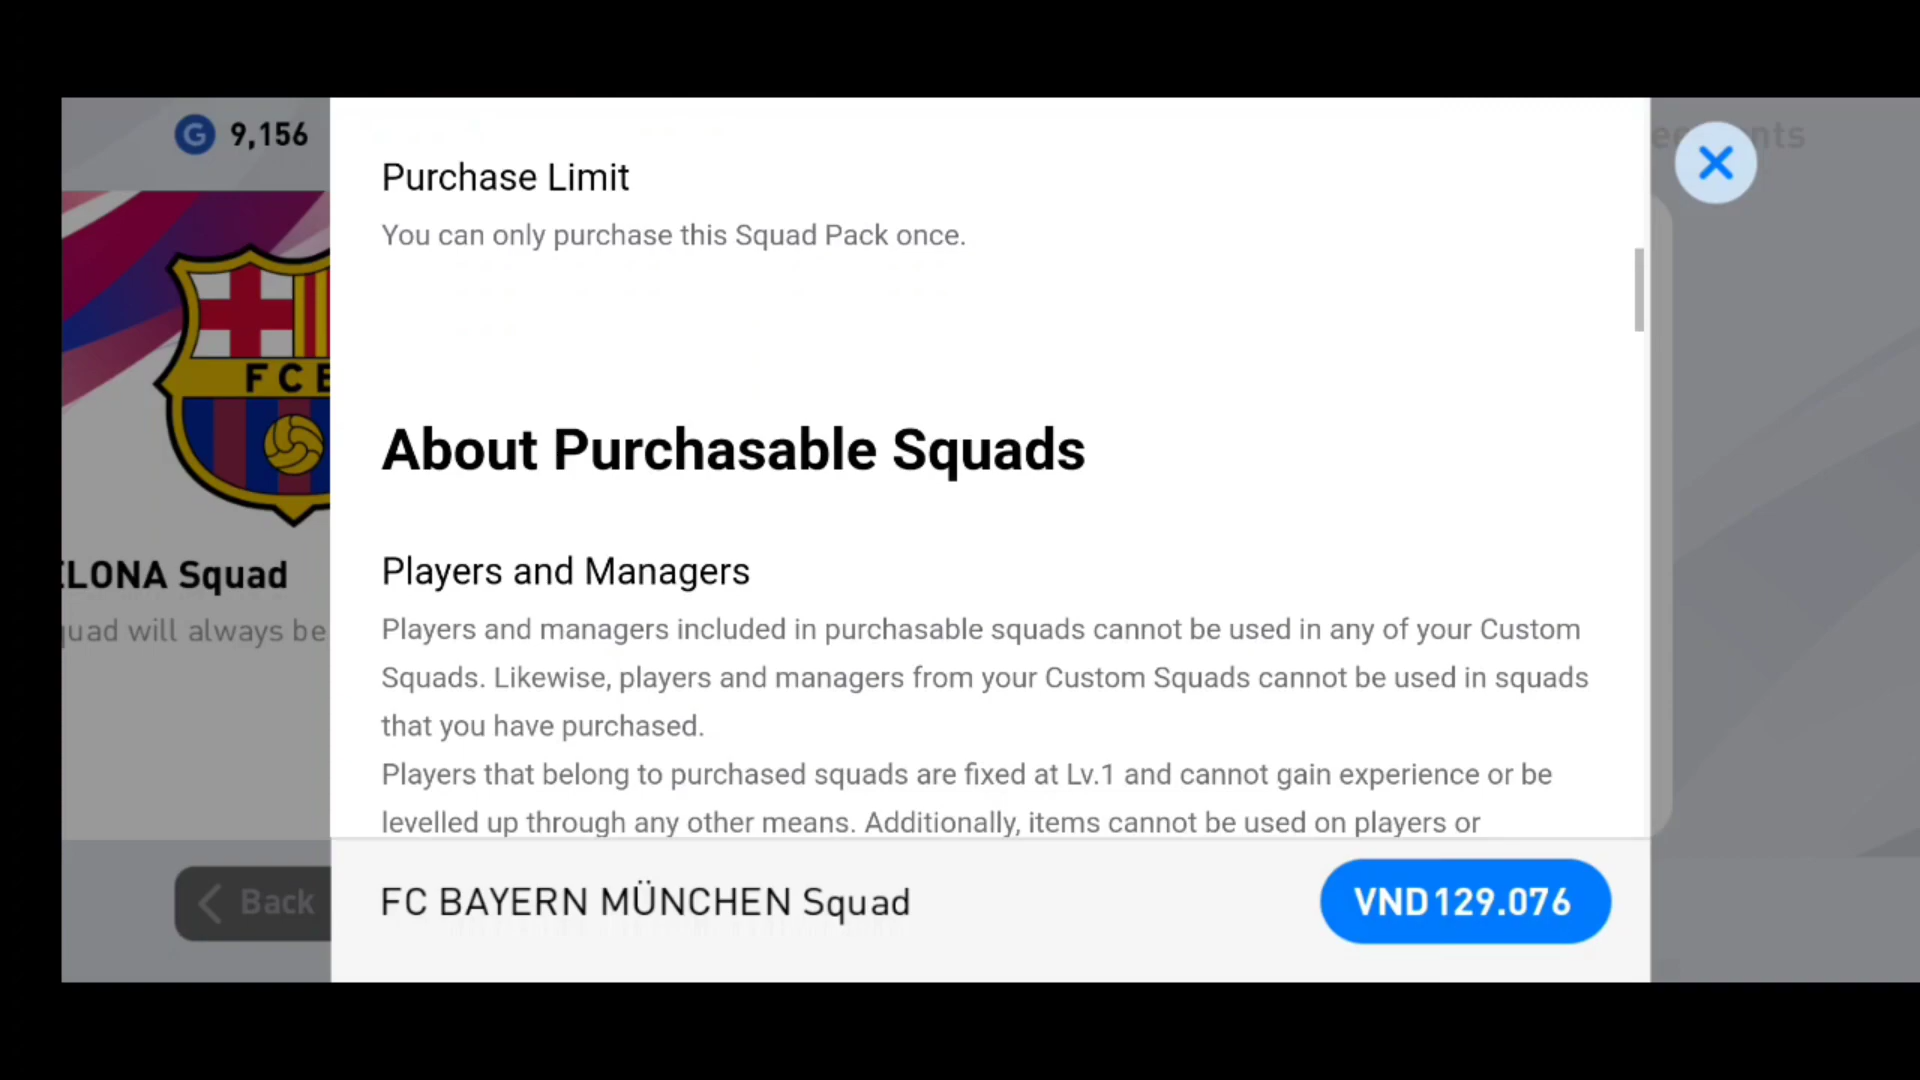 9,156
Purchase Limit
You can only purchase this Squad Pack once.
FCB
About Purchasable Squads
ELONA Squad
Players and Managers
quad will always be
Players and managers included in purchasable squads cannot be used in any of your Custom
Squads. Likewise, players and managers from your Custom Squads cannot be used in squads
that you have purchased.
Players that belong to purchased squads are fixed at Lv.1 and cannot gain experience or be
levelled up through any other means. Additionally, items cannot be used on players or
Back
FC BAYERN MÜNCHEN Squad
VND129.076